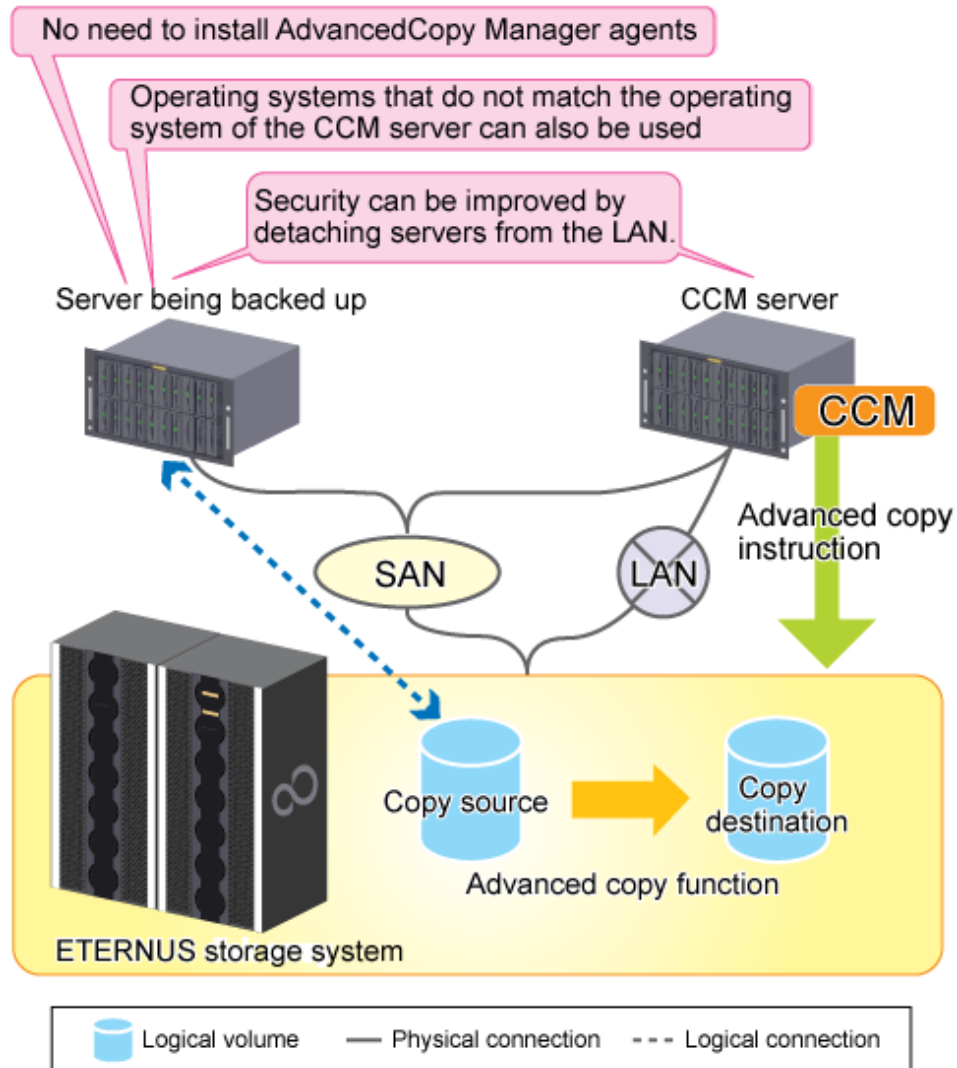 No need to install AdvancedCopy Manager agents
Operating systems that do not match the operating
system of the CCM server can also be used
Security can be improved by
detaching servers from the LAN.
Server being backed up
CCM server
CCM
Advanced copy
instruction
SAN
LAN
Copy source
Copy
destination
Advanced copy function
ETERNUS storage system
Logical volume
Physical connection
Logical connection